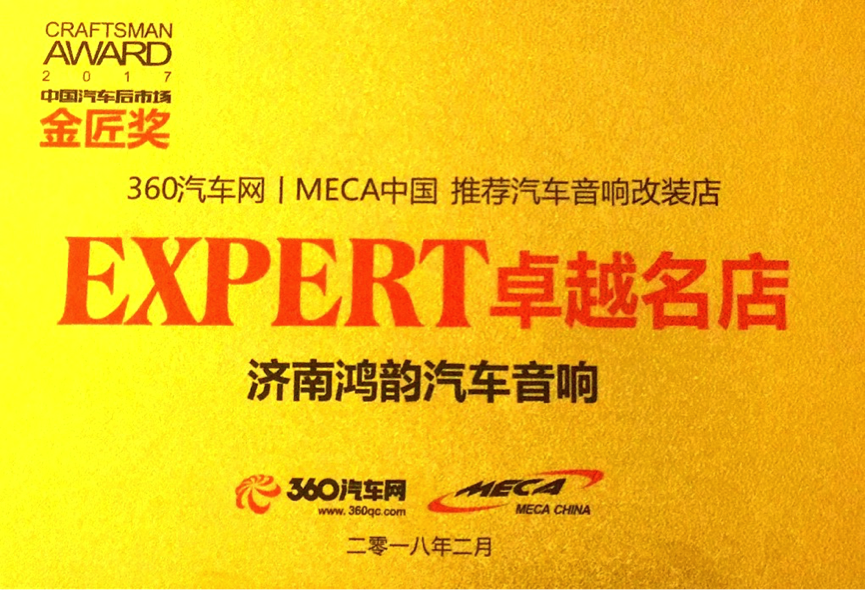 CRAFTSMAN
AWARD
2017
中国汽车后市场
金匠奖
360汽车网 | MECA中国 推荐汽车音响改装店
EXPERT卓越名店
济南鸿韵汽车音响
360汽车网
www.360qc.com
MECA
MECA CHINA
二零一八年二月